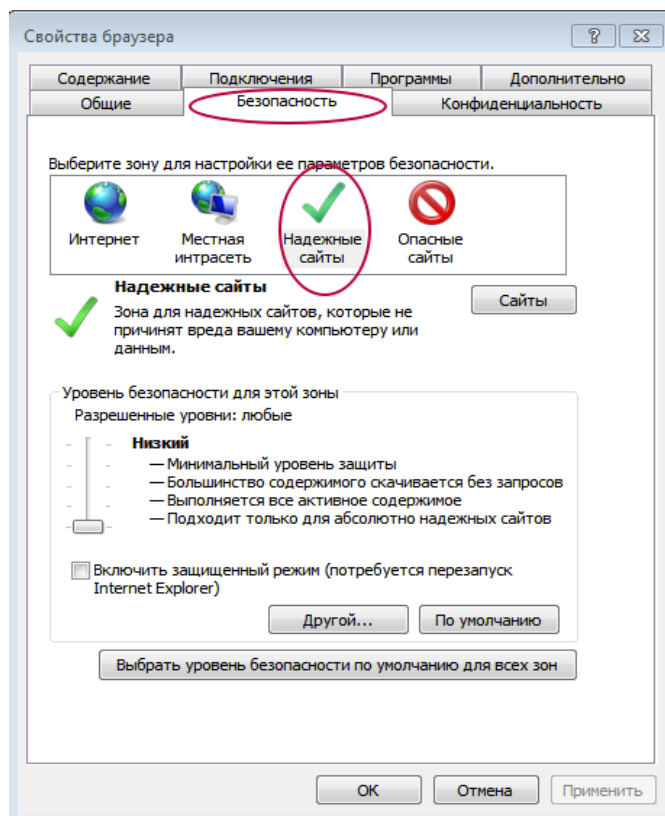 Свойства браузера
Содержание Подключения Программы Дополнительно
Общие Безопасность Конфиденциальность
Выберите зону для настройки ее параметров безопасности.
Интернет Местная интрасеть Надежные сайты Опасные сайты
Надежные сайты
Сайты
Зона для надежных сайтов, которые не
причинят вреда вашему компьютеру или
данным.
Уровень безопасности для этой зоны
Разрешенные уровни: любые
Низкий
— Минимальный уровень защиты
— Большинство содержимого скачивается без запросов
— Выполняется все активное содержимое
— Подходит только для абсолютно надежных сайтов
Включить защищенный режим (потребуется перезапуск
Internet Explorer)
Другой... По умолчанию
Выбрать уровень безопасности по умолчанию для всех зон
ОК Отмена Применить